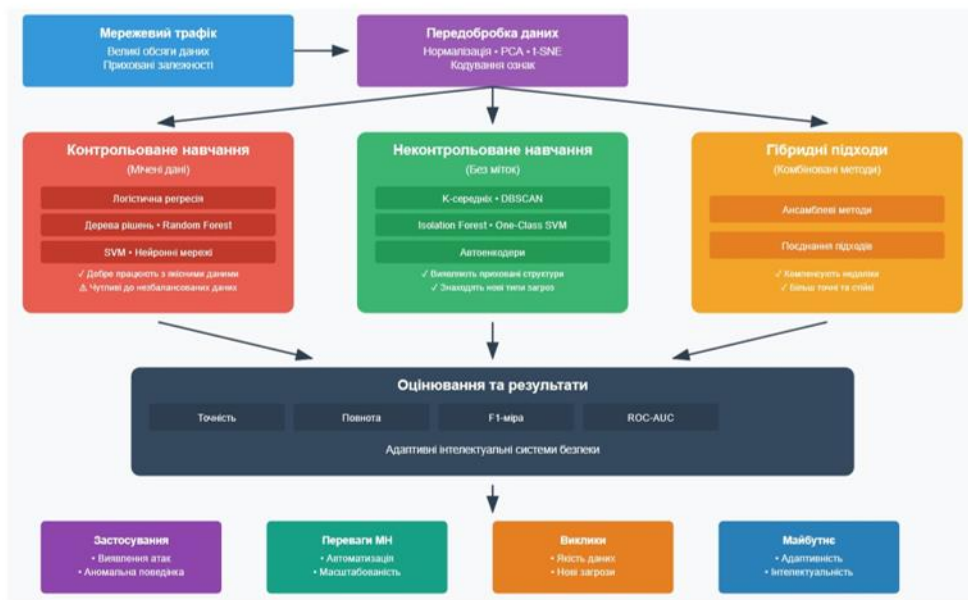 Мережевий трафік
Великі обсяги даних
Приховані залежності
Передобробка даних
Нормалізація • PCA • t-SNE
Кодування ознак
Контрольоване навчання
(Мічені дані)
Логістична регресія
Дерева рішень • Random Forest
SVM • Нейронні мережі
✓ Добре працюють з якісними даними
⚠ Чутливі до незбалансованих даних
Неконтрольоване навчання
(Без міток)
K-середніх • DBSCAN
Isolation Forest • One-Class SVM
Автоенкодери
✓ Виявляють приховані структури
✓ Знаходять нові типи загроз
Гібридні підходи
(Комбіновані методи)
Ансамблеві методи
Поєднання підходів
✓ Компенсують недоліки
✓ Більш точні та стійкі
Оцінювання та результати
Точність
Повнота
F1-міра
ROC-AUC
Адаптивні інтелектуальні системи безпеки
Застосування
• Виявлення атак
• Аномальна поведінка
Переваги МН
• Автоматизація
• Масштабованість
Виклики
• Якість даних
• Нові загрози
Майбутнє
• Адаптивність
• Інтелектуальність